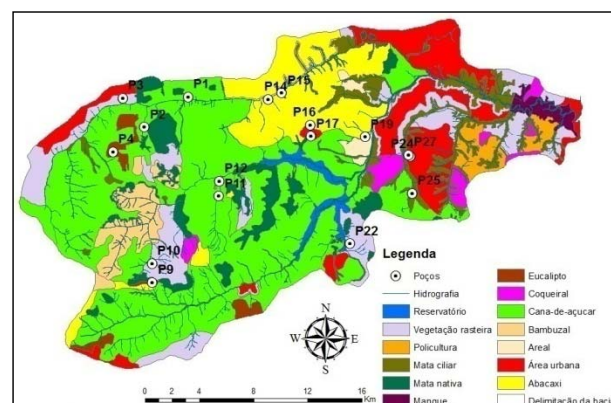 P3
P1
P14
P15
P2
P16
P17
P19
P4
P24
P27
P12
P11
P25
P22
P10
P9
Legenda
Poços
Hidrografia
Reservatório
Vegetação rasteira
Policultura
Mata ciliar
Mata nativa
Mangue
Eucalipto
Coqueiral
Cana-de-açucar
Bambuzal
Areal
Área urbana
Abacaxi
Delimitação da baci
N
W E
S
0 2 4 8 12 16
Km